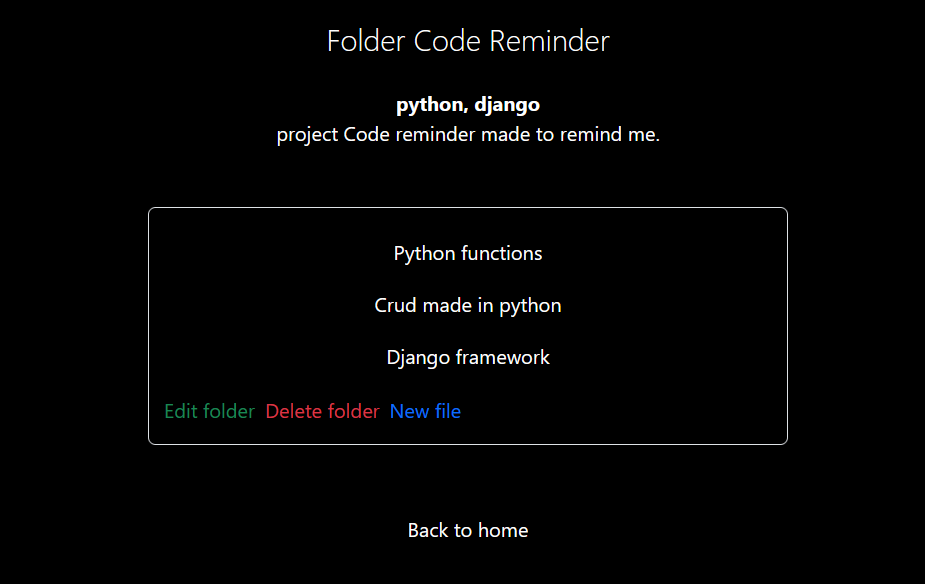 Folder Code Reminder
python, django
project Code reminder made to remind me.
Python functions
Crud made in python
Django framework
Edit folder Delete folder New file
Back to home